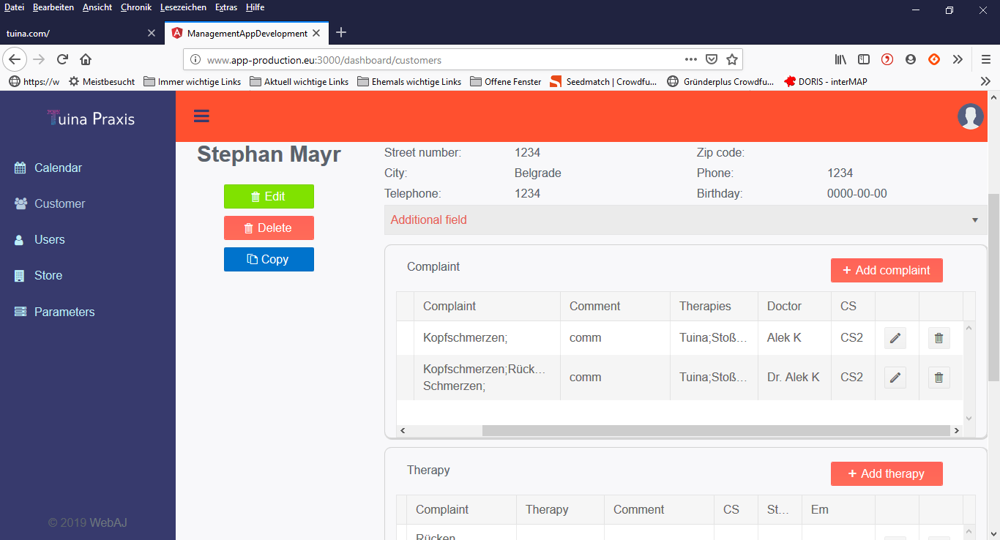 Datei Bearbeiten Ansicht Chronik Lesezeichen Extras Hilfe
tuina.com/ ManagementAppDevelopment
www.app-production.eu:3000/dashboard/customers
https://w Meistbesucht Immer wichtige Links Aktuell wichtige Links Ehemals wichtige Links Offene Fenster Seedmatch | Crowdfu... Gründerplus Crowdfu... DORIS - interMAP
Tuina Praxis
Calendar
Customer
Users
Store
Parameters
© 2019 WebAJ
Stephan Mayr
Edit
Delete
Copy
Street number: 1234 Zip code:
City: Belgrade Phone: 1234
Telephone: 1234 Birthday: 0000-00-00
Additional field
Complaint + Add complaint
Complaint Comment Therapies Doctor CS
Kopfschmerzen; comm Tuina;Stoß... Alek K CS2
Kopfschmerzen;Rück...
Schmerzen; comm Tuina;Stoß... Dr. Alek K CS2
Therapy + Add therapy
Complaint Therapy Comment CS St... Em
Rücken